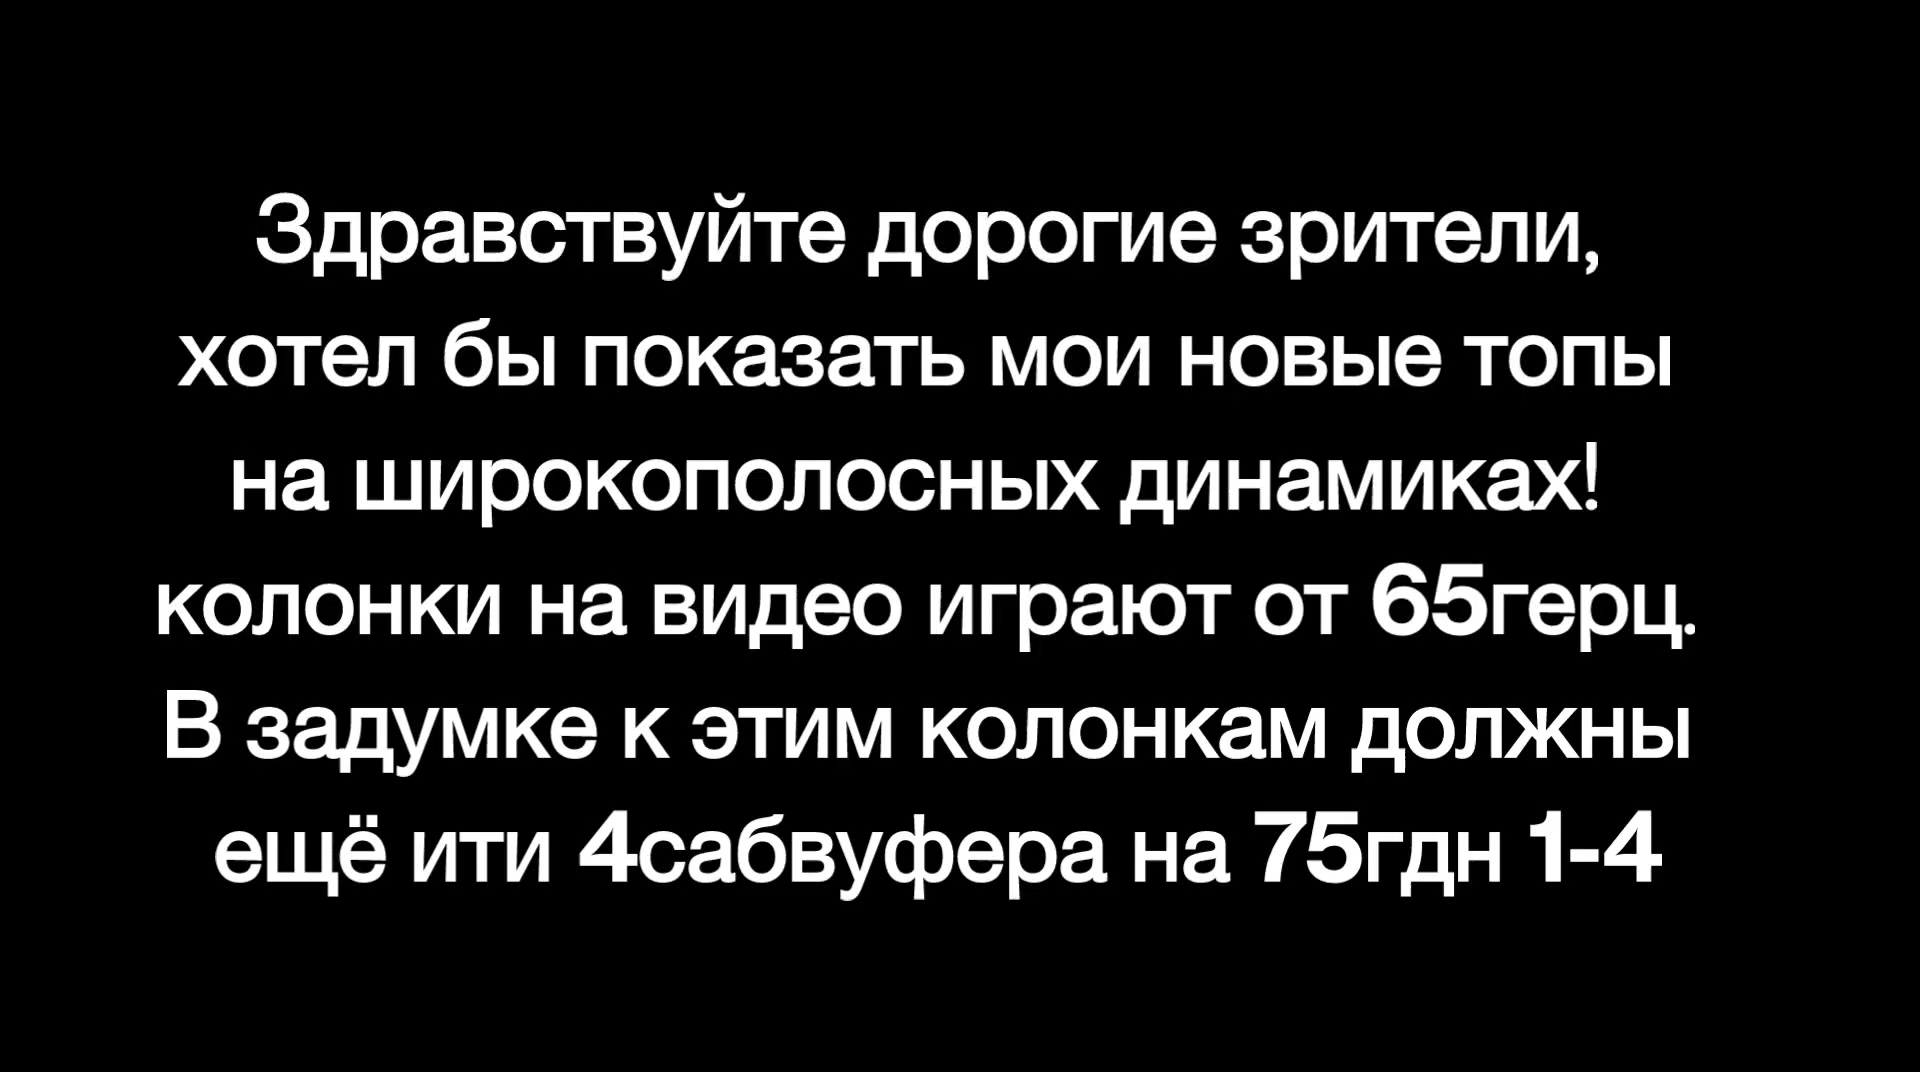 Здравствуйте дорогие зрители,
хотел бы показать мои новые топы
на широкополосных динамиках!
колонки на видео играют от 65герц.
В задумке к этим колонкам должны
ещё ити 4сабвуфера на 75гдн 1-4